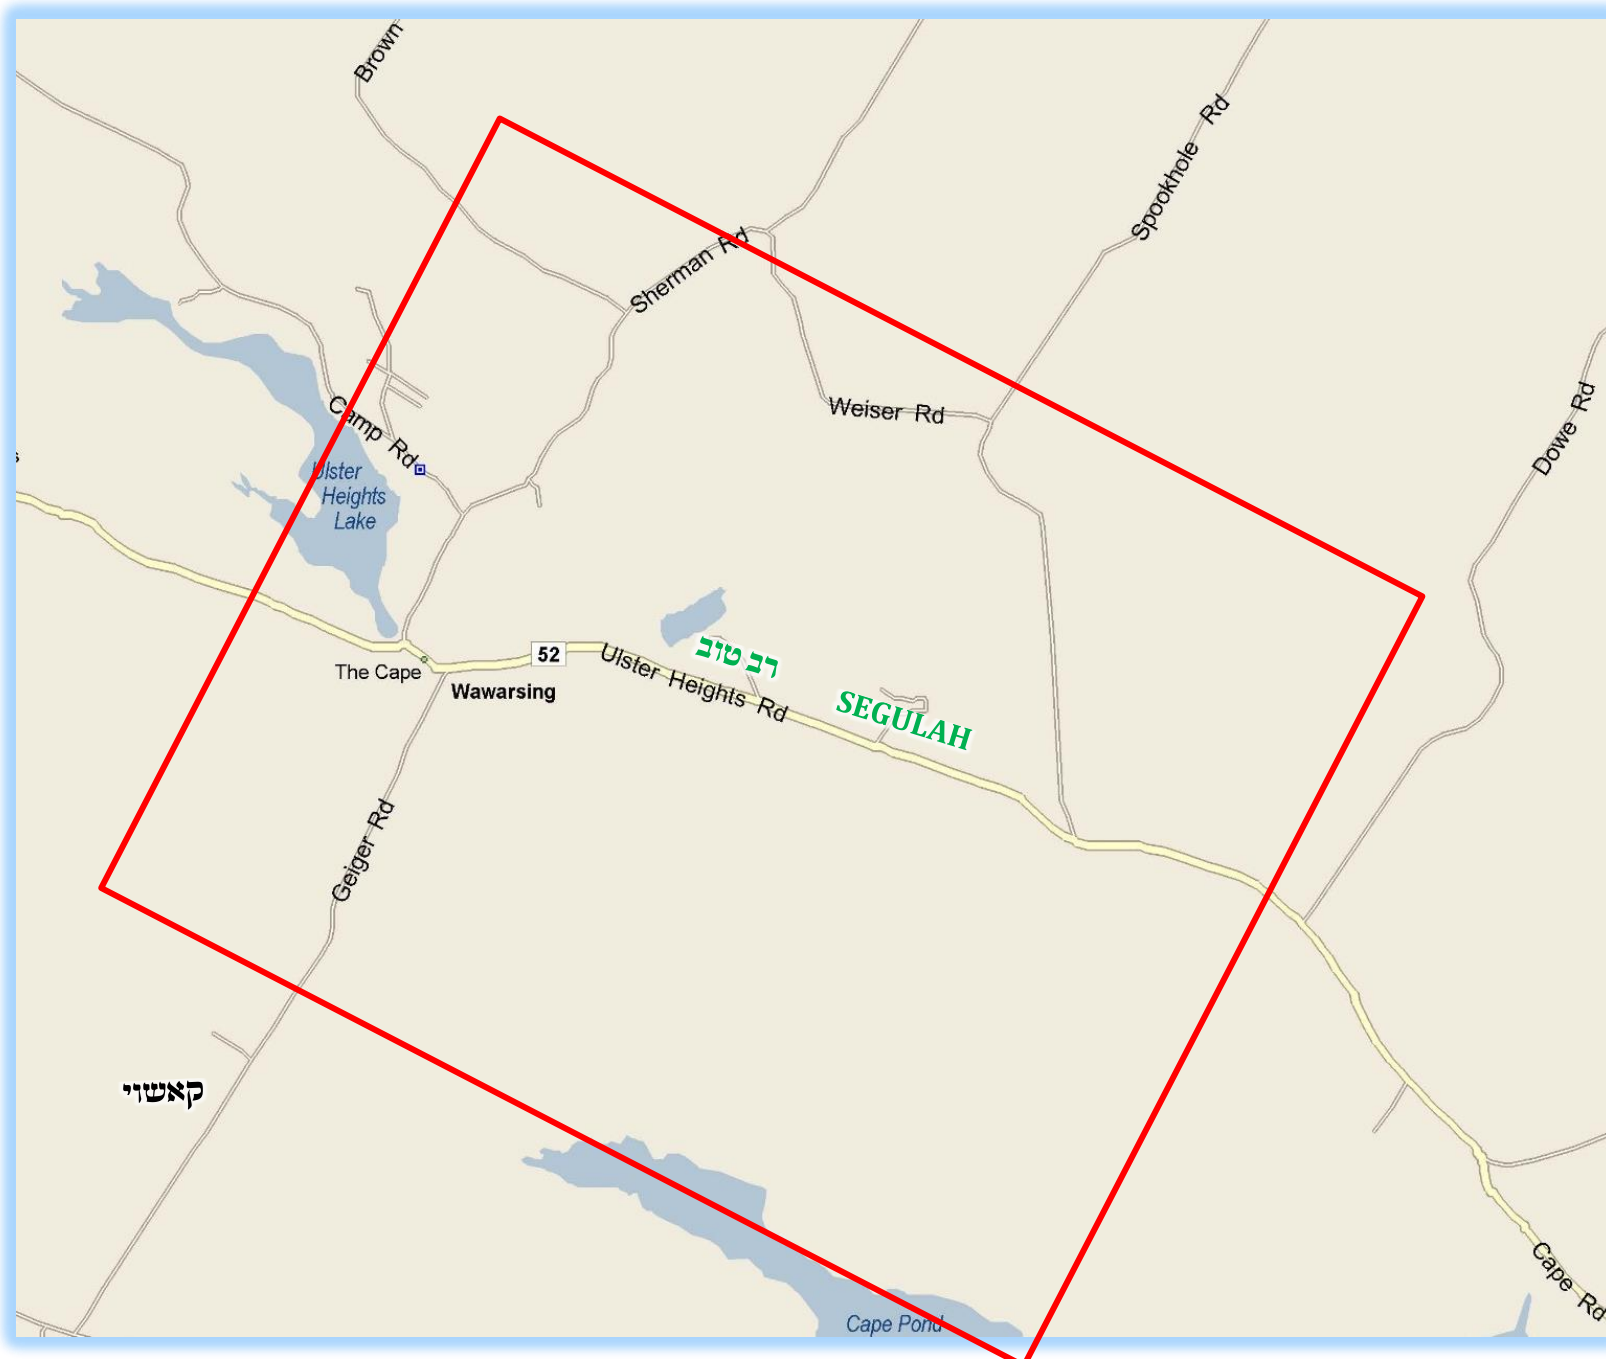 Brown
Spookhole Rd
Sherman Rd
Weiser Rd
Dowe Rd
Camp Rd
Ulster
Heights
Lake
52
The Cape
Wawarsing
Ulster Heights Rd
רב טוב
SEGULAH
Geiger Rd
קאשוי
Cape Rd
Cape Pond